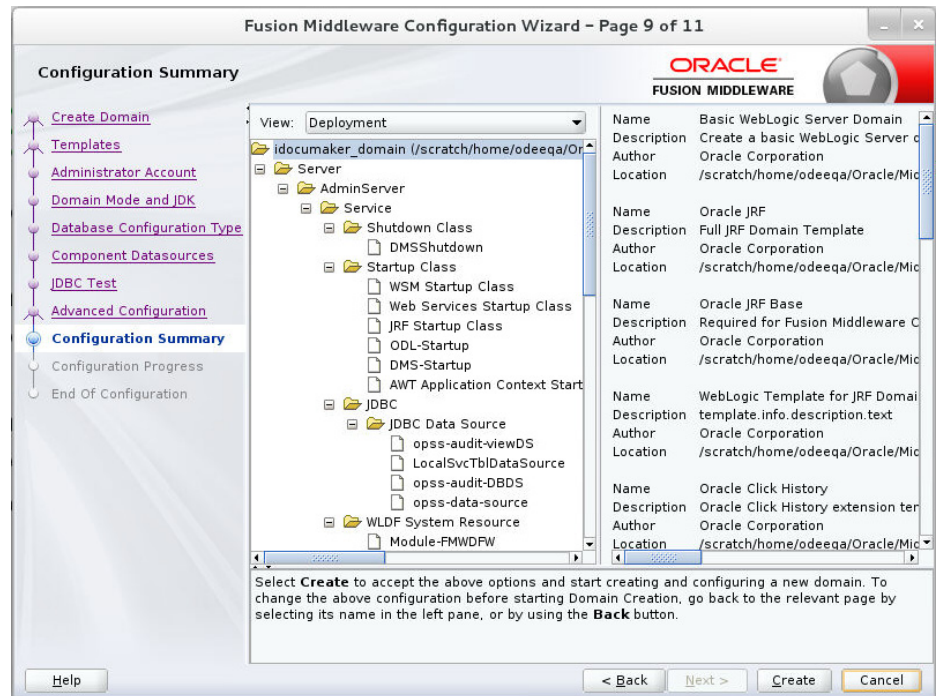 Fusion Middleware Configuration Wizard – Page 9 of 11
Configuration Summary
ORACLE
FUSION MIDDLEWARE
Create Domain
Templates
Administrator Account
Domain Mode and JDK
Database Configuration Type
Component Datasources
JDBC Test
Advanced Configuration
Configuration Summary
Configuration Progress
End Of Configuration
View: Deployment
idocumaker_domain (/scratch/home/odeeqa/Or
Server
AdminServer
Service
Shutdown Class
DMSShutdown
Startup Class
WSM Startup Class
Web Services Startup Class
JRF Startup Class
ODL-Startup
DMS-Startup
AWT Application Context Start
JDBC
JDBC Data Source
opss-audit-viewDS
LocalSvcTblDataSource
opss-audit-DBDS
opss-data-source
WLDF System Resource
Module-FMWDFW
Name Basic WebLogic Server Domain
Description Create a basic WebLogic Server d
Author Oracle Corporation
Location /scratch/home/odeeqa/Oracle/Mid
Name Oracle JRF
Description Full JRF Domain Template
Author Oracle Corporation
Location /scratch/home/odeeqa/Oracle/Mid
Name Oracle JRF Base
Description Required for Fusion Middleware C
Author Oracle Corporation
Location /scratch/home/odeeqa/Oracle/Mid
Name WebLogic Template for JRF Domai
Description template.info.description.text
Author Oracle Corporation
Location /scratch/home/odeeqa/Oracle/Mid
Name Oracle Click History
Description Oracle Click History extension ter
Author Oracle Corporation
Location /scratch/home/odeeqa/Oracle/Mid
Select Create to accept the above options and start creating and configuring a new domain. To
change the above configuration before starting Domain Creation, go back to the relevant page by
selecting its name in the left pane, or by using the Back button.
Help
< Back
Next >
Create
Cancel